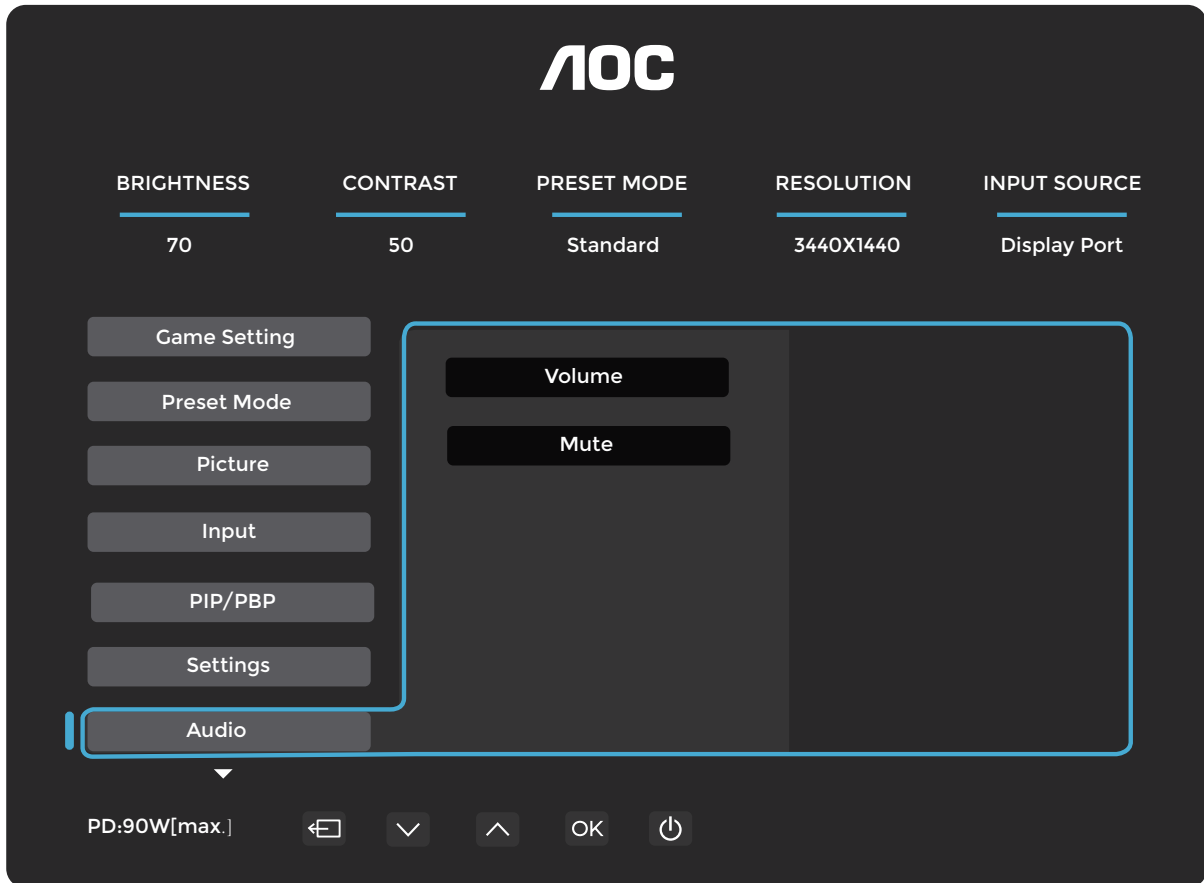 AOC
BRIGHTNESS CONTRAST PRESET MODE RESOLUTION INPUT SOURCE
70 50 Standard 3440X1440 Display Port
Game Setting
Preset Mode
Picture
Input
PIP/PBP
Settings
Audio
Volume
Mute
PD:90W[max.] OK